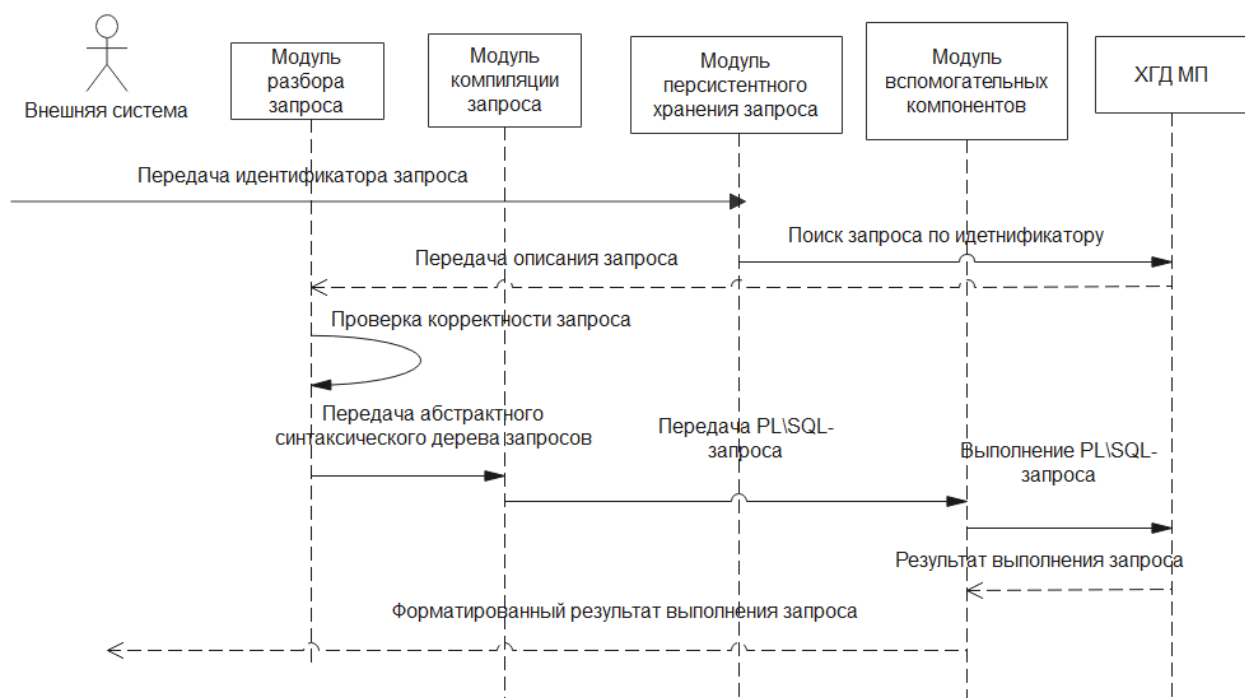 Внешняя система
Модуль
разбора
запроса
Модуль
компиляции
запроса
Модуль
персистентного
хранения запроса
Модуль
вспомогательных
компонентов
ХГД МП
Передача идентификатора запроса
Поиск запроса по идетнификатору
Передача описания запроса
Проверка корректности запроса
Передача абстрактного
синтаксического дерева запросов
Передача PL\SQL-
запроса
Выполнение PL\SQL-
запроса
Результат выполнения запроса
Форматированный результат выполнения запроса